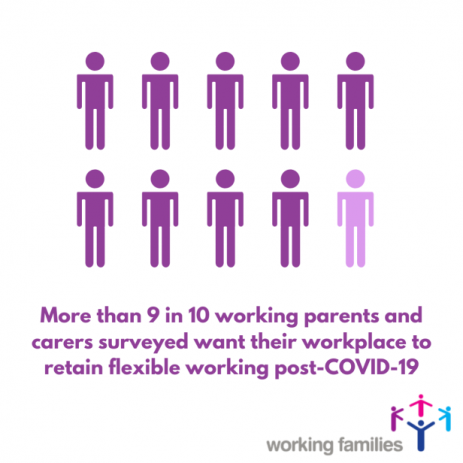 More than 9 in 10 working parents and
carers surveyed want their workplace to
retain flexible working post-COVID-19
working families